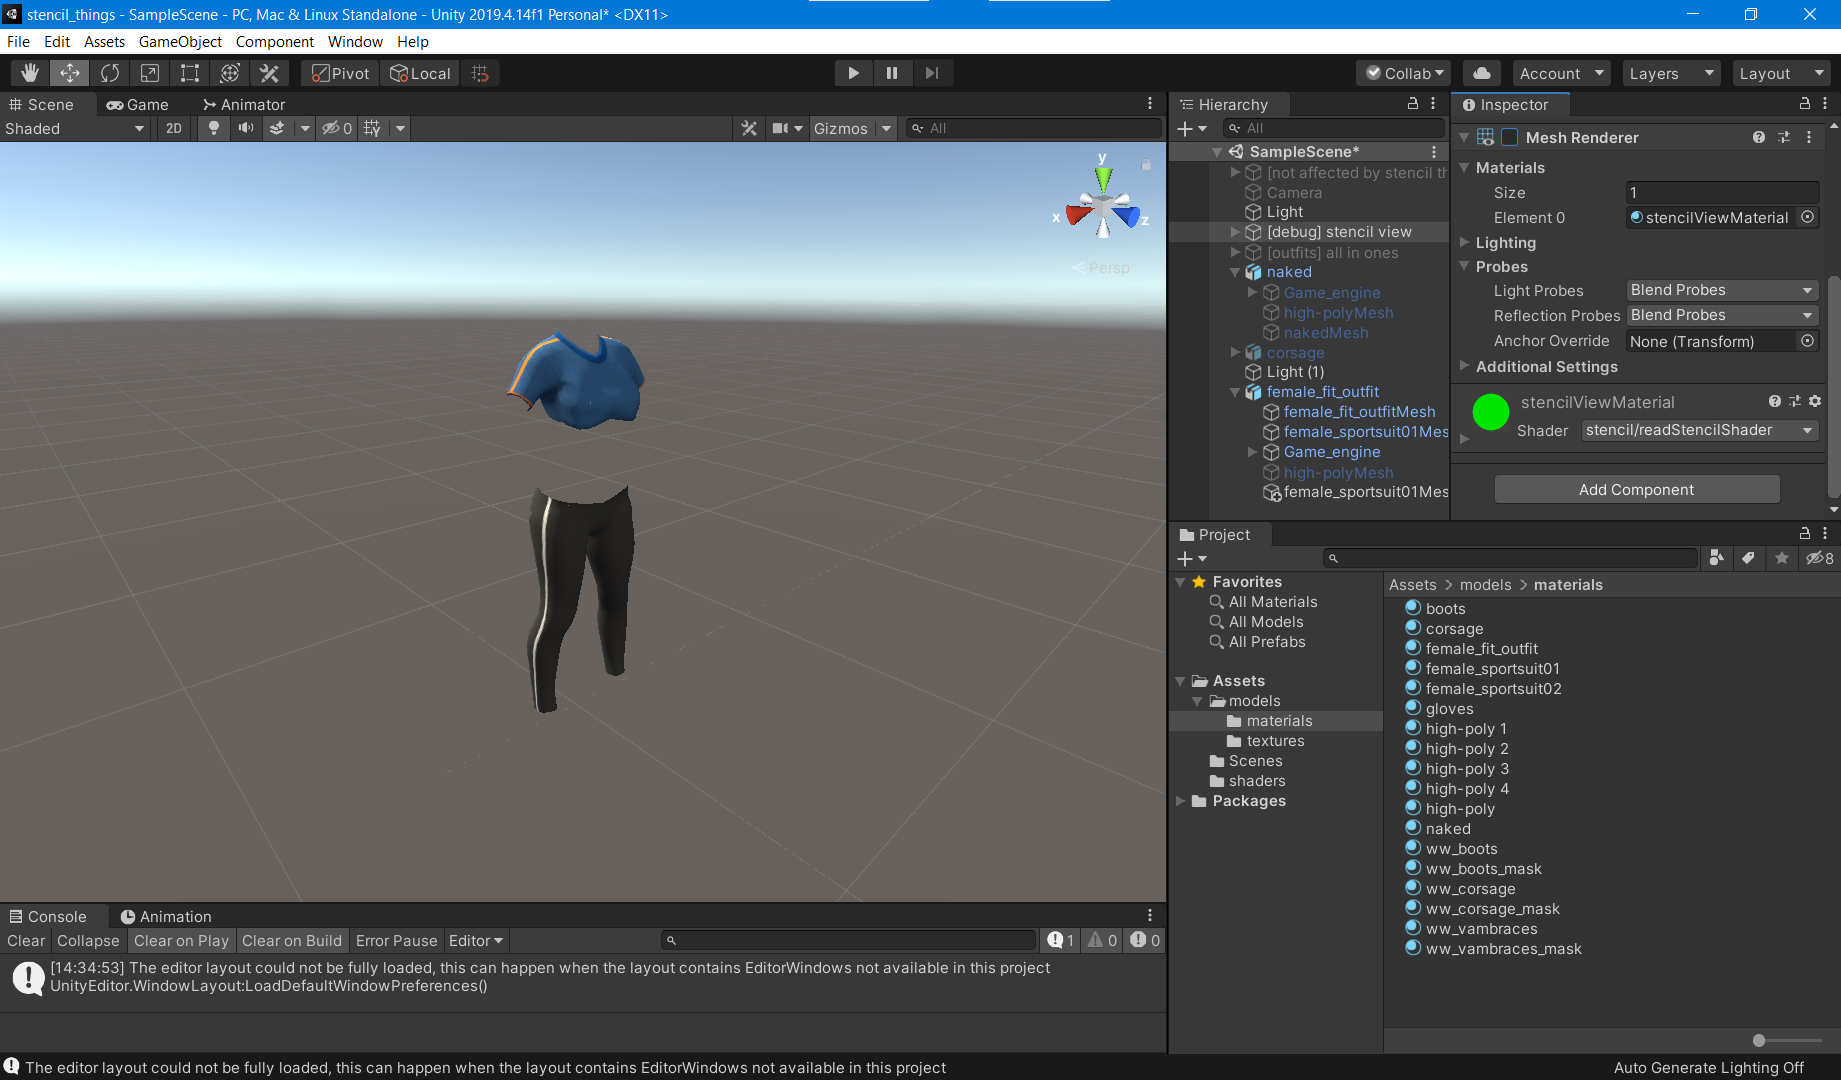 stencil_things - SampleScene - PC, Mac & Linux Standalone - Unity 2019.4.14f1 Personal* <DX11>
File Edit Assets GameObject Component Window Help
Pivot Local Collab Account Layers Layout
Scene Game Animator
Shaded 2D 0 Gizmos All
y
x
z
Persp
Hierarchy
All
SampleScene*
[not affected by stencil th
Camera
Light
[debug] stencil view
[outfits] all in ones
naked
Game_engine
high-polyMesh
nakedMesh
corsage
Light (1)
female_fit_outfit
female_fit_outfitMesh
female_sportsuit01Mes
Game_engine
high-polyMesh
female_sportsuit01Mes
Inspector
Mesh Renderer
Materials
Size 1
Element 0 stencilViewMaterial
Lighting
Probes
Light Probes Blend Probes
Reflection Probes Blend Probes
Anchor Override None (Transform)
Additional Settings
stencilViewMaterial
Shader stencil/readStencilShader
Add Component
Project
8
Favorites
All Materials
All Models
All Prefabs
Assets
models
materials
textures
Scenes
shaders
Packages
Assets > models > materials
boots
corsage
female_fit_outfit
female_sportsuit01
female_sportsuit02
gloves
high-poly 1
high-poly 2
high-poly 3
high-poly 4
high-poly
naked
ww_boots
ww_boots_mask
ww_corsage
ww_corsage_mask
ww_vambraces
ww_vambraces_mask
Console Animation
Clear Collapse Clear on Play Clear on Build Error Pause Editor 1 0 0
[14:34:53] The editor layout could not be fully loaded, this can happen when the layout contains EditorWindows not available in this project
UnityEditor.WindowLayout:LoadDefaultWindowPreferences()
The editor layout could not be fully loaded, this can happen when the layout contains EditorWindows not available in this project
Auto Generate Lighting Off